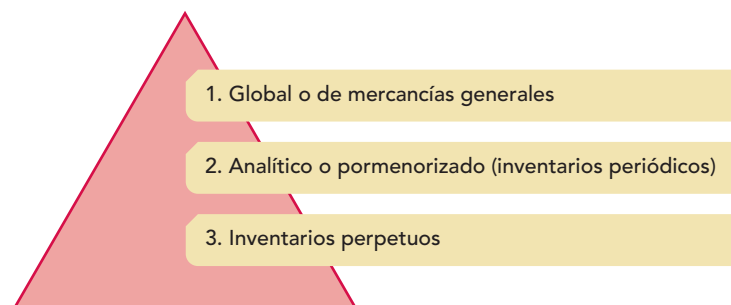 1. Global o de mercancías generales
2. Analítico o pormenorizado (inventarios periódicos)
3. Inventarios perpetuos